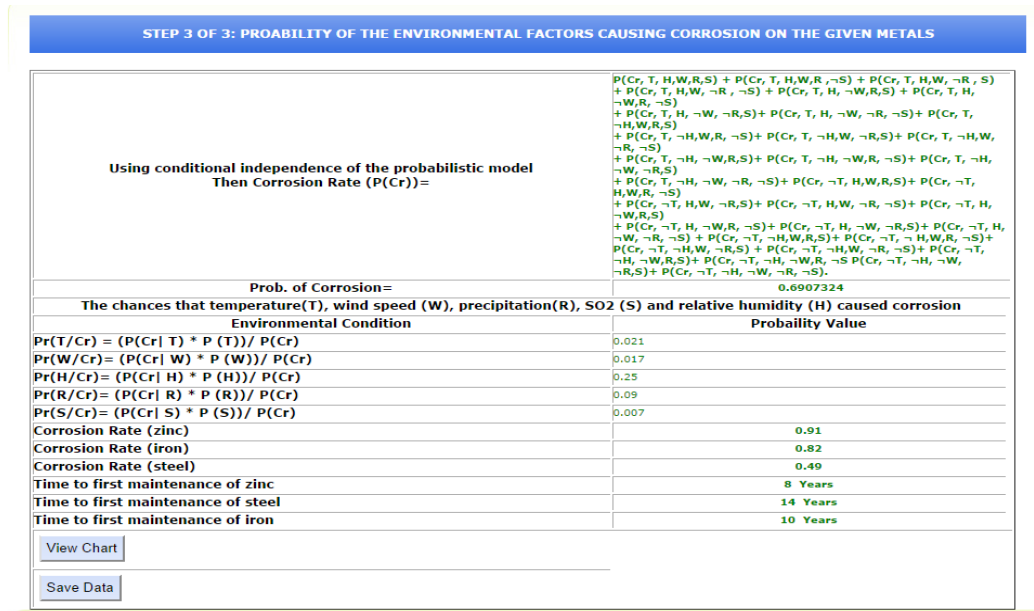 STEP 3 OF 3: PROABILITY OF THE ENVIRONMENTAL FACTORS CAUSING CORROSION ON THE GIVEN METALS
Using conditional independence of the probabilistic model
Then Corrosion Rate (P(Cr))=
P(Cr, T, H,W,R,S) + P(Cr, T, H,W,R ,¬S) + P(Cr, T, H,W, ¬R , S)
+ P(Cr, T, H,W, ¬R , ¬S) + P(Cr, T, H, ¬W,R,S) + P(Cr, T, H,
¬W,R, ¬S)
+ P(Cr, T, H, ¬W, ¬R,S)+ P(Cr, T, H, ¬W, ¬R, ¬S)+ P(Cr, T,
¬H,W,R,S)
+ P(Cr, T, ¬H,W,R, ¬S)+ P(Cr, T, ¬H,W, ¬R,S)+ P(Cr, T, ¬H,W,
¬R, ¬S)
+ P(Cr, T, ¬H, ¬W,R,S)+ P(Cr, T, ¬H, ¬W,R, ¬S)+ P(Cr, T, ¬H,
¬W, ¬R,S)
+ P(Cr, T, ¬H, ¬W, ¬R, ¬S)+ P(Cr, ¬T, H,W,R,S)+ P(Cr, ¬T,
H,W,R, ¬S)
+ P(Cr, ¬T, H,W, ¬R,S)+ P(Cr, ¬T, H,W, ¬R, ¬S)+ P(Cr, ¬T, H,
¬W,R,S)
+ P(Cr, ¬T, H, ¬W,R, ¬S)+ P(Cr, ¬T, H, ¬W, ¬R,S)+ P(Cr, ¬T, H,
¬W, ¬R, ¬S) + P(Cr, ¬T, ¬H,W,R,S)+ P(Cr, ¬T, ¬ H,W,R, ¬S)+
P(Cr, ¬T, ¬H,W, ¬R,S) + P(Cr, ¬T, ¬H,W, ¬R, ¬S)+ P(Cr, ¬T,
¬H, ¬W,R,S)+ P(Cr, ¬T, ¬H, ¬W,R, ¬S P(Cr, ¬T, ¬H, ¬W,
¬R,S)+ P(Cr, ¬T, ¬H, ¬W, ¬R, ¬S).
Prob. of Corrosion= 0.6907324
The chances that temperature(T), wind speed (W), precipitation(R), SO2 (S) and relative humidity (H) caused corrosion
Environmental Condition Probaility Value
Pr(T/Cr) = (P(Cr| T) * P (T))/ P(Cr) 0.021
Pr(W/Cr)= (P(Cr| W) * P (W))/ P(Cr) 0.017
Pr(H/Cr)= (P(Cr| H) * P (H))/ P(Cr) 0.25
Pr(R/Cr)= (P(Cr| R) * P (R))/ P(Cr) 0.09
Pr(S/Cr)= (P(Cr| S) * P (S))/ P(Cr) 0.007
Corrosion Rate (zinc) 0.91
Corrosion Rate (iron) 0.82
Corrosion Rate (steel) 0.49
Time to first maintenance of zinc 8 Years
Time to first maintenance of steel 14 Years
Time to first maintenance of iron 10 Years
View Chart
Save Data